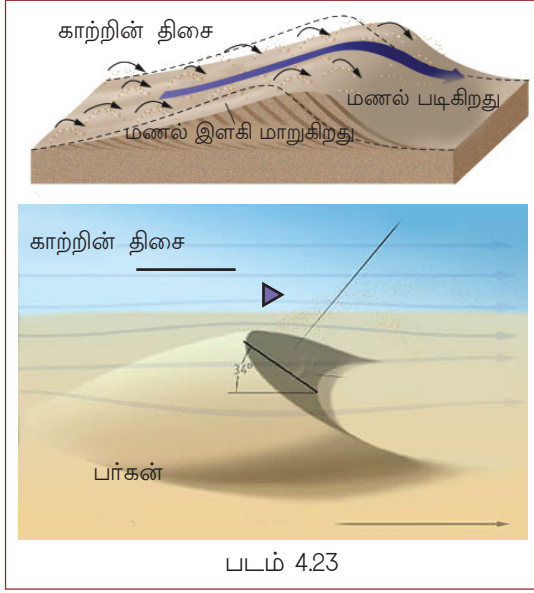 காற்றின் திசை
மணல் படிகிறது
மணல் இளகி மாறுகிறது
காற்றின் திசை
34°
பர்கன்
படம் 4.23